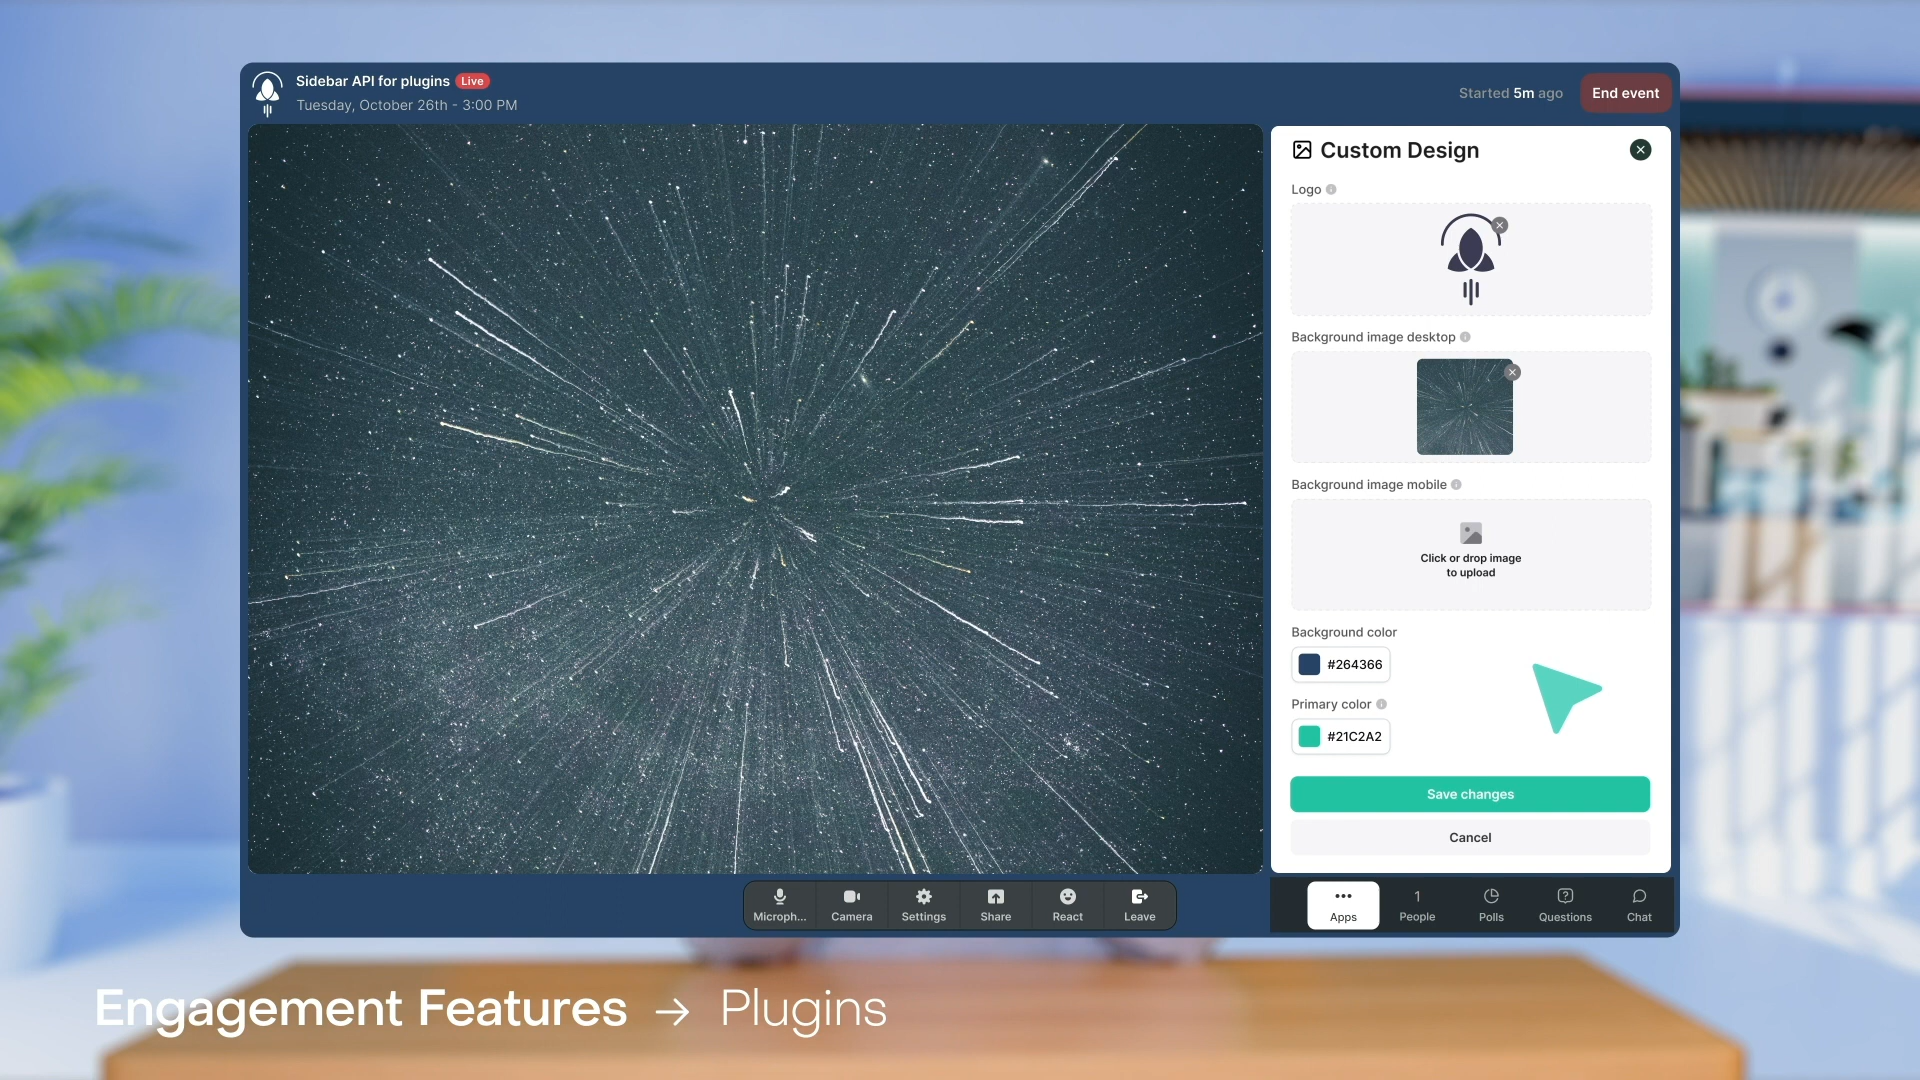 Sidebar API for plugins Live
Tuesday, October 26th - 3:00 PM
Started 5m ago
End event
Custom Design
Logo
Background image desktop
Background image mobile
Click or drop image
to upload
Background color
#264366
Primary color
#21C2A2
Save changes
Cancel
Microph...
Camera
Settings
Share
React
Leave
Apps
1
People
Polls
Questions
Chat
Engagement Features → Plugins